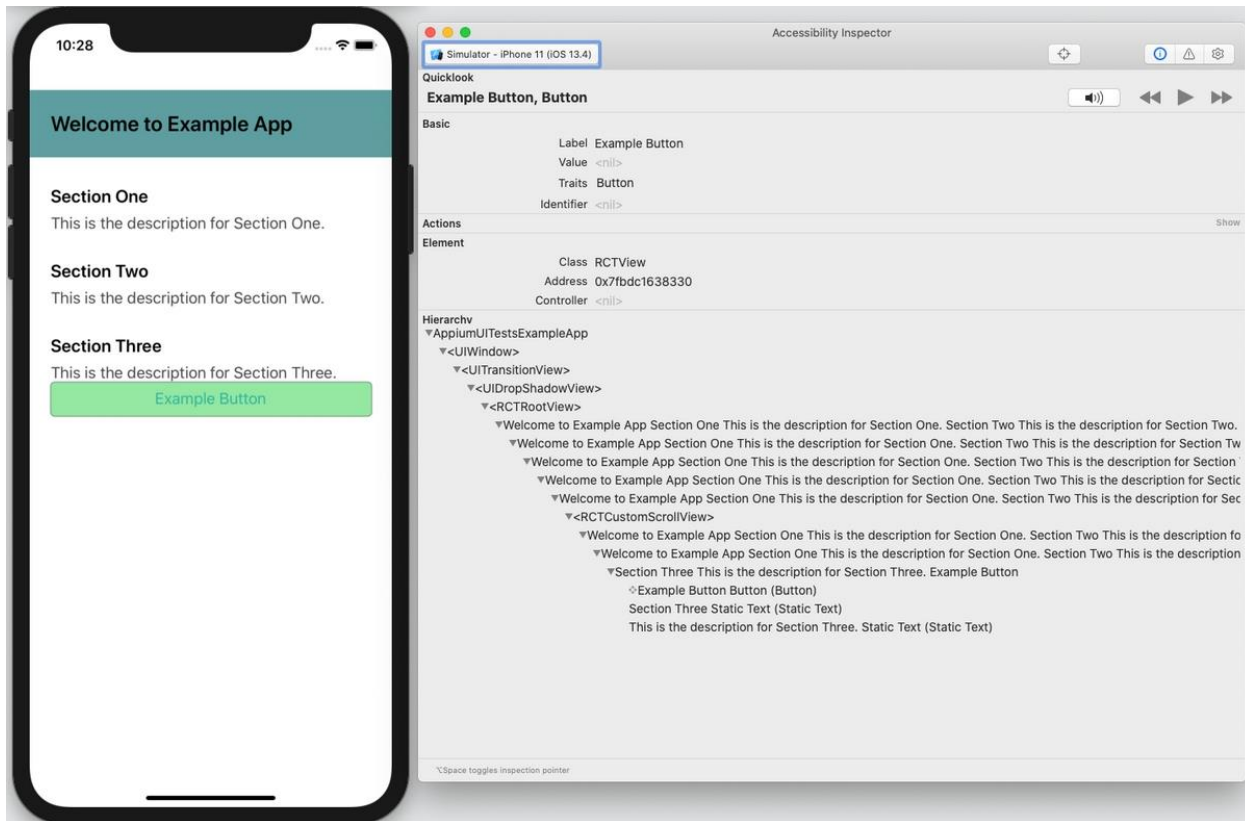 10:28
Welcome to Example App
Section One
This is the description for Section One.
Section Two
This is the description for Section Two.
Section Three
This is the description for Section Three.
Example Button
Accessibility Inspector
Simulator - iPhone 11 (iOS 13.4)
Quicklook
Example Button, Button
Basic
Label Example Button
Value <nil>
Traits Button
Identifier <nil>
Actions Show
Element
Class RCTView
Address 0x7fbdc1638330
Controller <nil>
Hierarchy
AppiumUITestsExampleApp
<UIWindow>
<UITransitionView>
<UIDropShadowView>
<RCTRootView>
Welcome to Example App Section One This is the description for Section One. Section Two This is the description for Section Two.
Welcome to Example App Section One This is the description for Section One. Section Two This is the description for Section Tw
Welcome to Example App Section One This is the description for Section One. Section Two This is the description for Section
Welcome to Example App Section One This is the description for Section One. Section Two This is the description for Sectic
Welcome to Example App Section One This is the description for Section One. Section Two This is the description for Sec
<RCTCustomScrollView>
Welcome to Example App Section One This is the description for Section One. Section Two This is the description fo
Welcome to Example App Section One This is the description for Section One. Section Two This is the description
Section Three This is the description for Section Three. Example Button
Example Button Button (Button)
Section Three Static Text (Static Text)
This is the description for Section Three. Static Text (Static Text)
⌥Space toggles inspection pointer